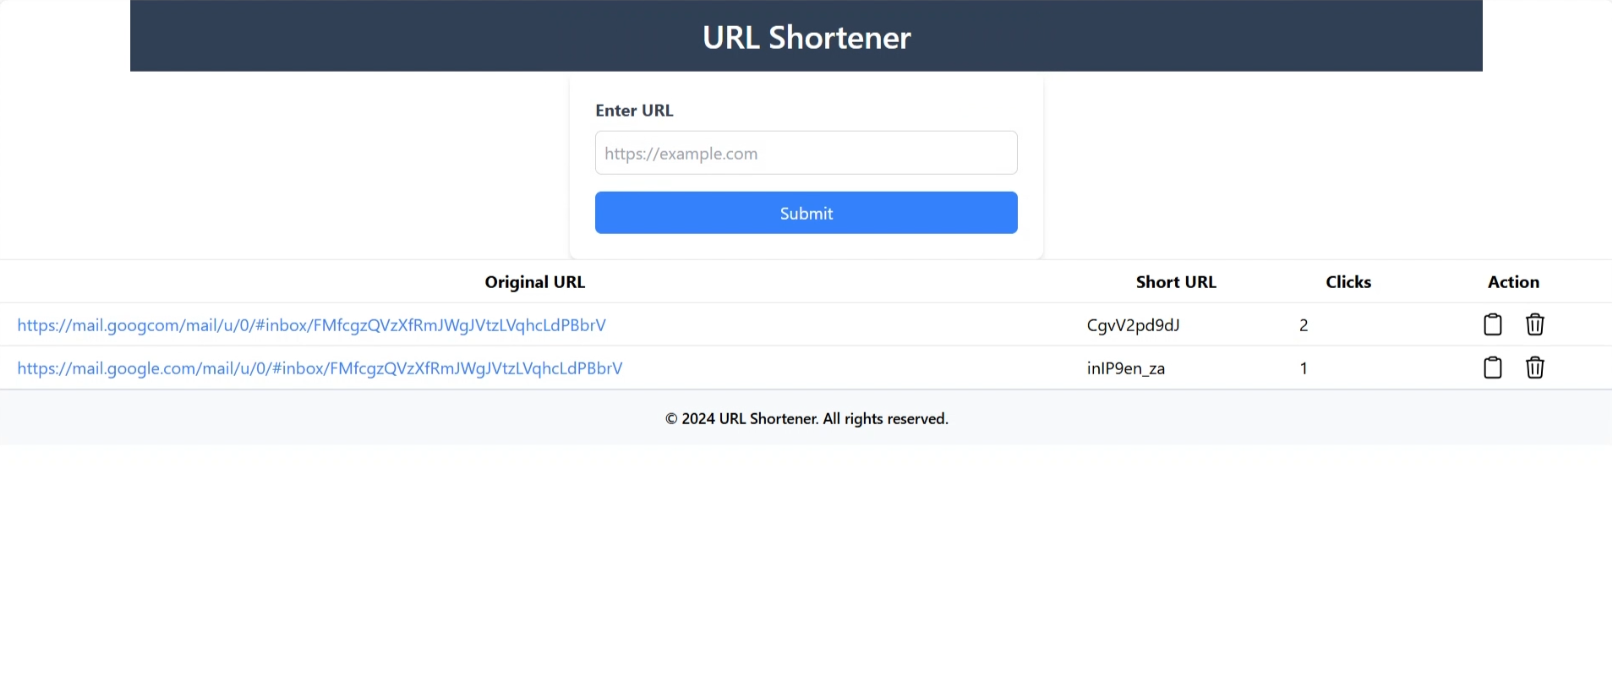 URL Shortener
Enter URL
https://example.com
Submit
Original URL Short URL Clicks Action
https://mail.googcom/mail/u/0/#inbox/FMfcgzQVzXfRmJWgJVtzLVqhcLdPBbrV CgvV2pd9dJ 2
https://mail.google.com/mail/u/0/#inbox/FMfcgzQVzXfRmJWgJVtzLVqhcLdPBbrV inIP9en_za 1
© 2024 URL Shortener. All rights reserved.